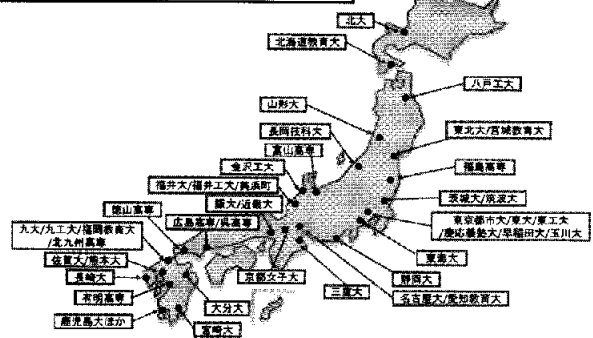 北大
北海道教育大
八戸工大
山形大
長岡技科大
東北大/宮城教育大
富山高専
金沢工大
福島高専
福井大/福井工大/美浜町
茨城大/筑波大
阪大/近畿大
徳山高専
広島高専/呉高専
東京都市大/東大/東工大
/慶応義塾大/早稲田大/玉川大
九大/九工大/福岡教育大
/北九州高専
東海大
佐賀大/熊本大
長崎大
京都女子大
静岡大
有明高専
三重大
名古屋大/愛知教育大
大分大
鹿児島大ほか
宮崎大